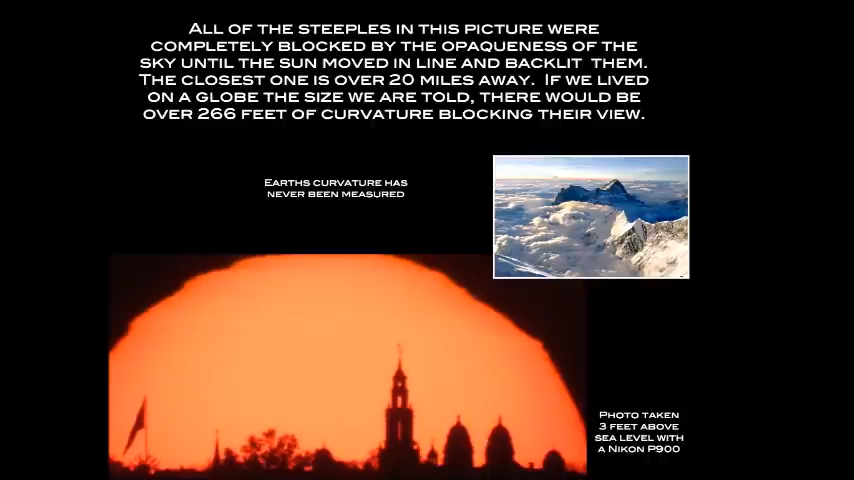 All of the steeples in this picture were
completely blocked by the opaqueness of the
sky until the sun moved in line and backlit them.
The closest one is over 20 miles away. If we lived
on a globe the size we are told, there would be
over 266 feet of curvature blocking their view.
Earths curvature has
never been measured
Photo taken
3 feet above
sea level with
a Nikon P900